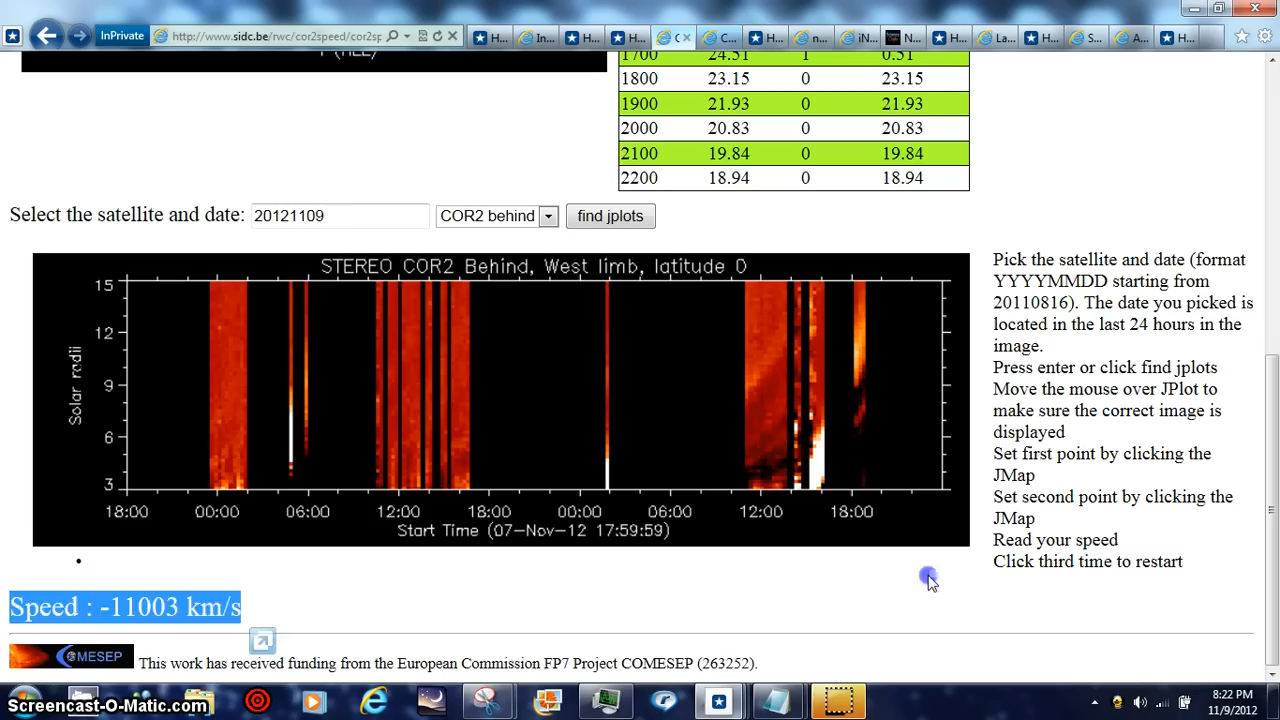 InPrivate
http://www.sidc.be/rwc/cor2speed/cor2sp
1700 24.51 1 0.51
1800 23.15 0 23.15
1900 21.93 0 21.93
2000 20.83 0 20.83
2100 19.84 0 19.84
2200 18.94 0 18.94
Select the satellite and date: 20121109 COR2 behind find jplots
STEREO COR2 Behind, West limb, latitude 0
Solar radii
15
12
9
6
3
18:00 00:00 06:00 12:00 18:00 00:00 06:00 12:00 18:00
Start Time (07-Nov-12 17:59:59)
Pick the satellite and date (format
YYYYMMDD starting from
20110816). The date you picked is
located in the last 24 hours in the
image.
Press enter or click find jplots
Move the mouse over JPlot to
make sure the correct image is
displayed
Set first point by clicking the
JMap
Set second point by clicking the
JMap
Read your speed
Click third time to restart
Speed : -11003 km/s
COMESEP This work has received funding from the European Commission FP7 Project COMESEP (263252).
Screencast-O-Matic.com
8:22 PM
11/9/2012